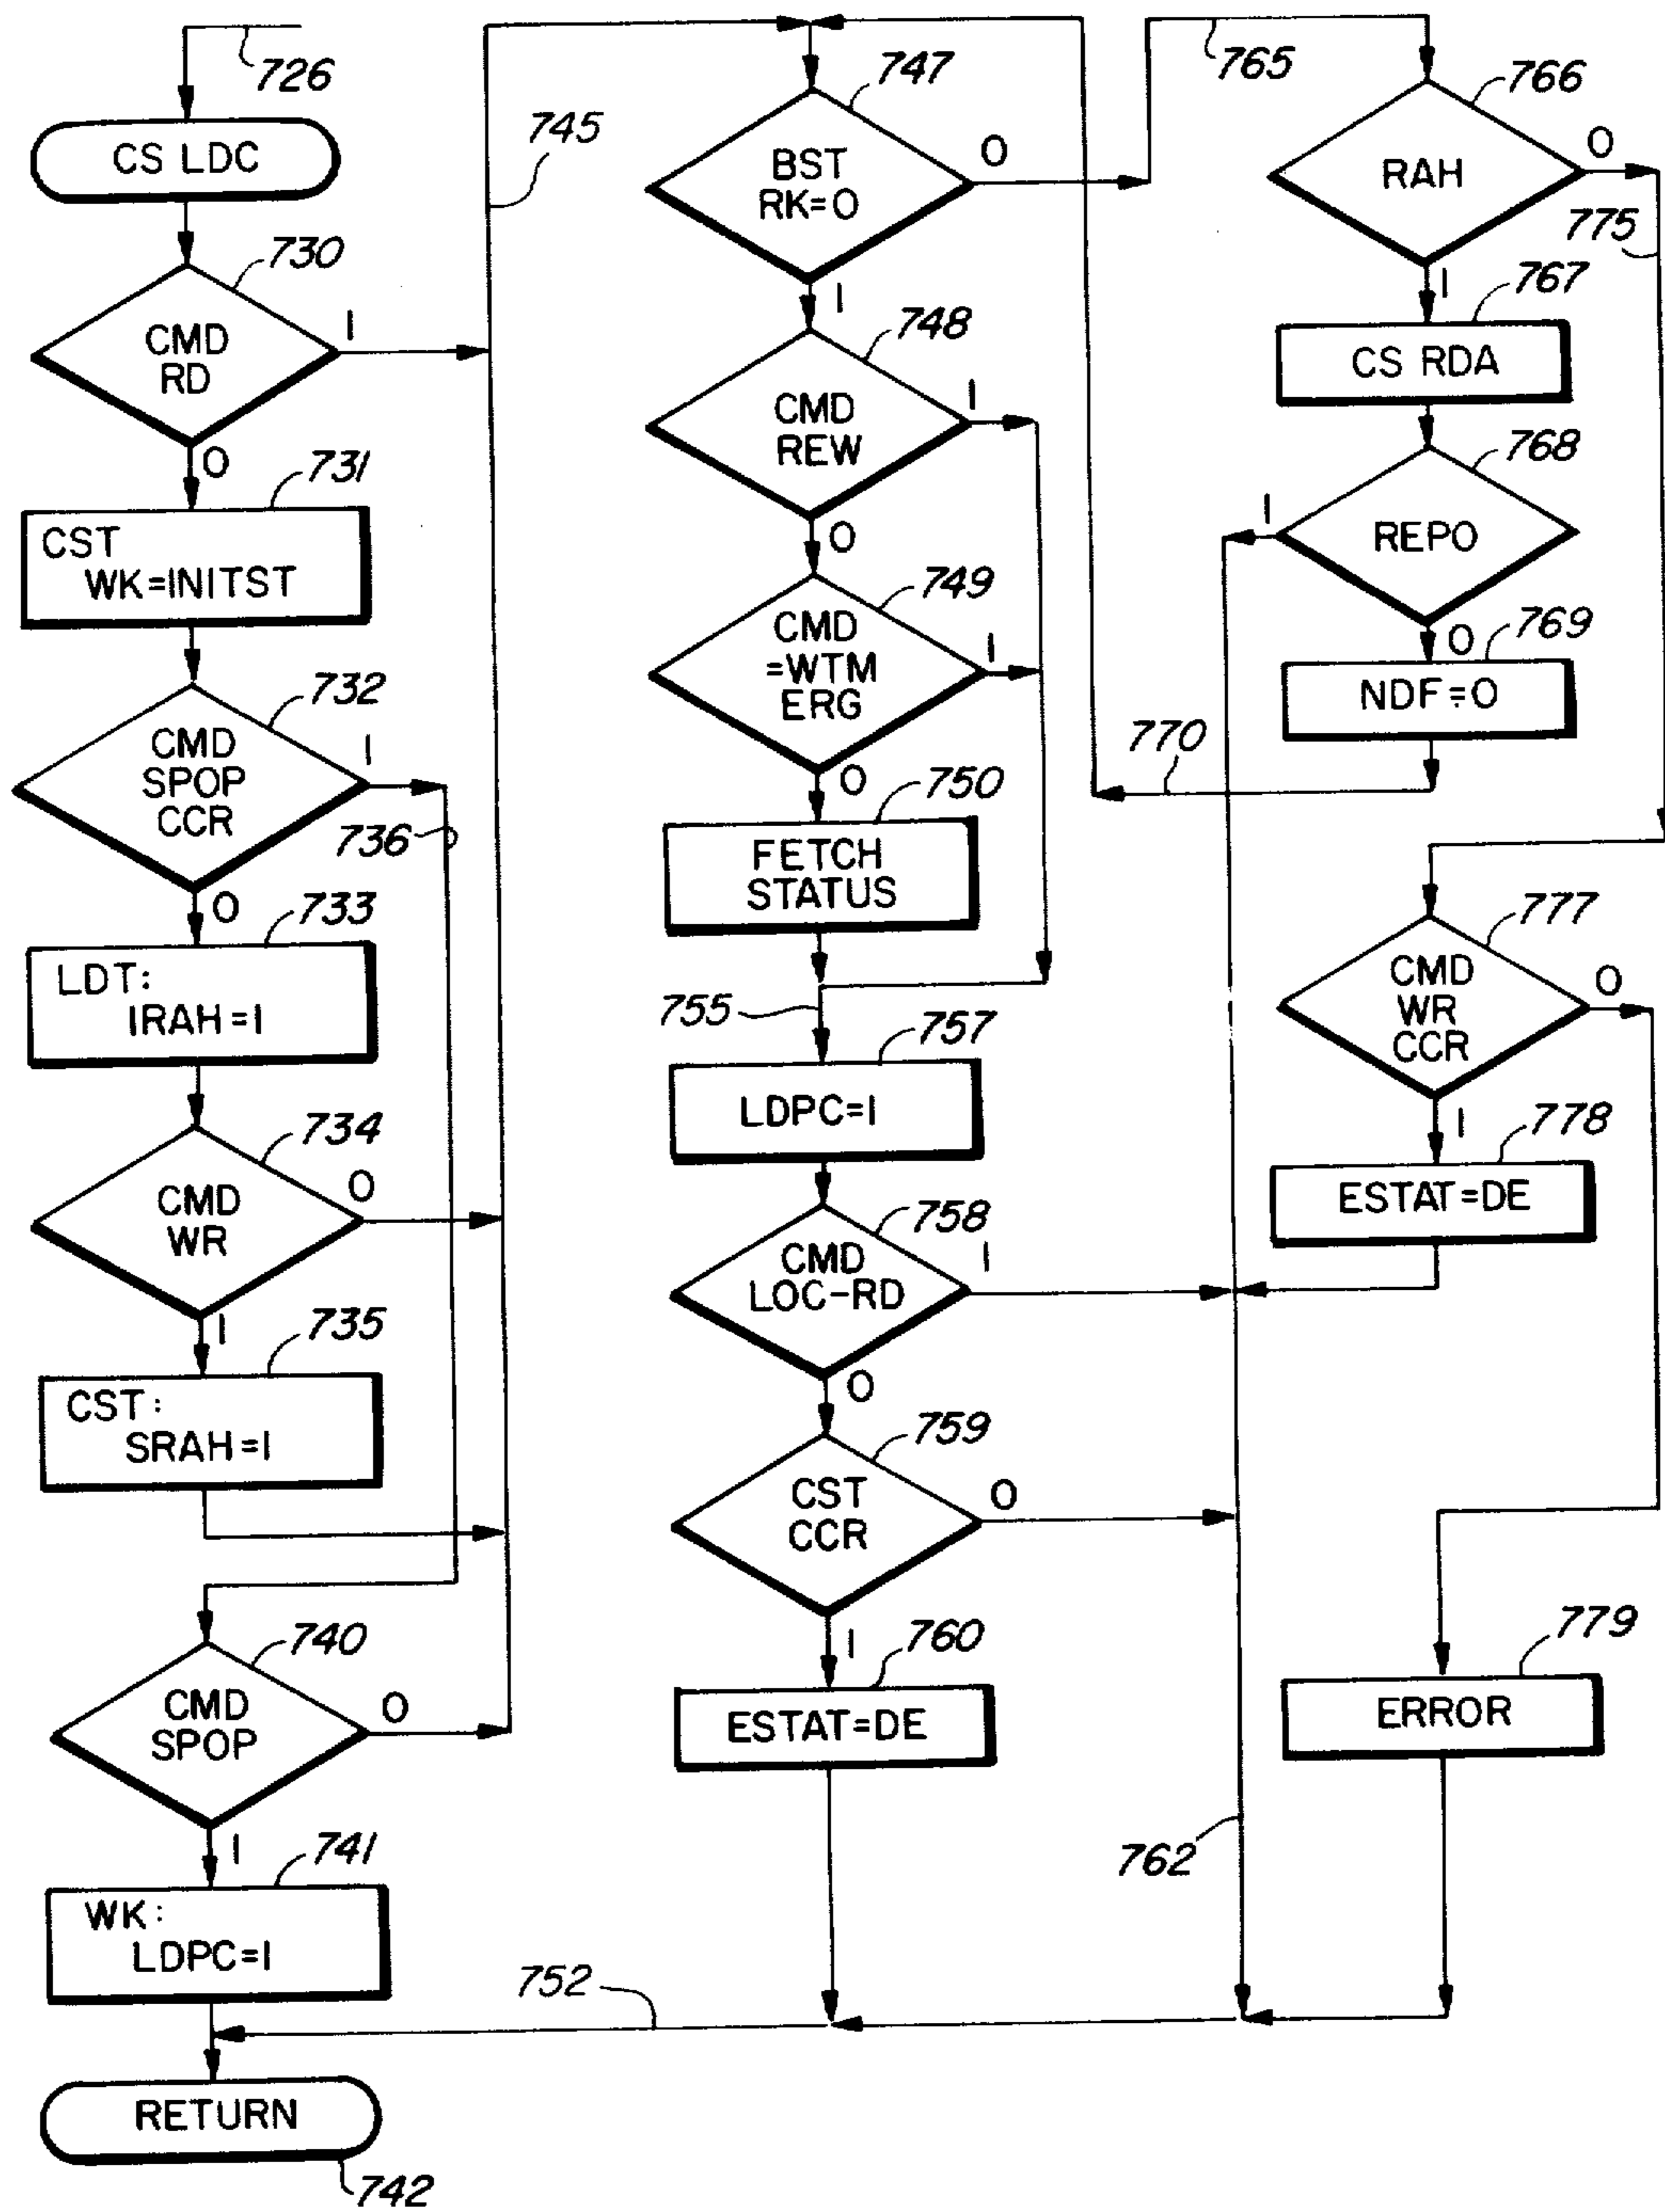 726
CS LDC
730
CMD
RD
1
0
731
CST
WK=INITST
732
CMD
SPOP
CCR
1
736
0
733
LDT:
IRAH=1
734
CMD
WR
0
1
735
CST:
SRAH=1
740
CMD
SPOP
0
1
741
WK:
LDPC=1
RETURN
742
745
747
BST
RK=0
0
1
748
CMD
REW
1
0
749
CMD
=WTM
ERG
1
0
750
FETCH
STATUS
755
757
LDPC=1
758
CMD
LOC-RD
1
0
759
CST
CCR
0
1
760
ESTAT=DE
752
762
765
766
RAH
0
775
1
767
CS RDA
768
REPO
1
0
769
NDF=0
770
777
CMD
WR
CCR
0
1
778
ESTAT=DE
779
ERROR